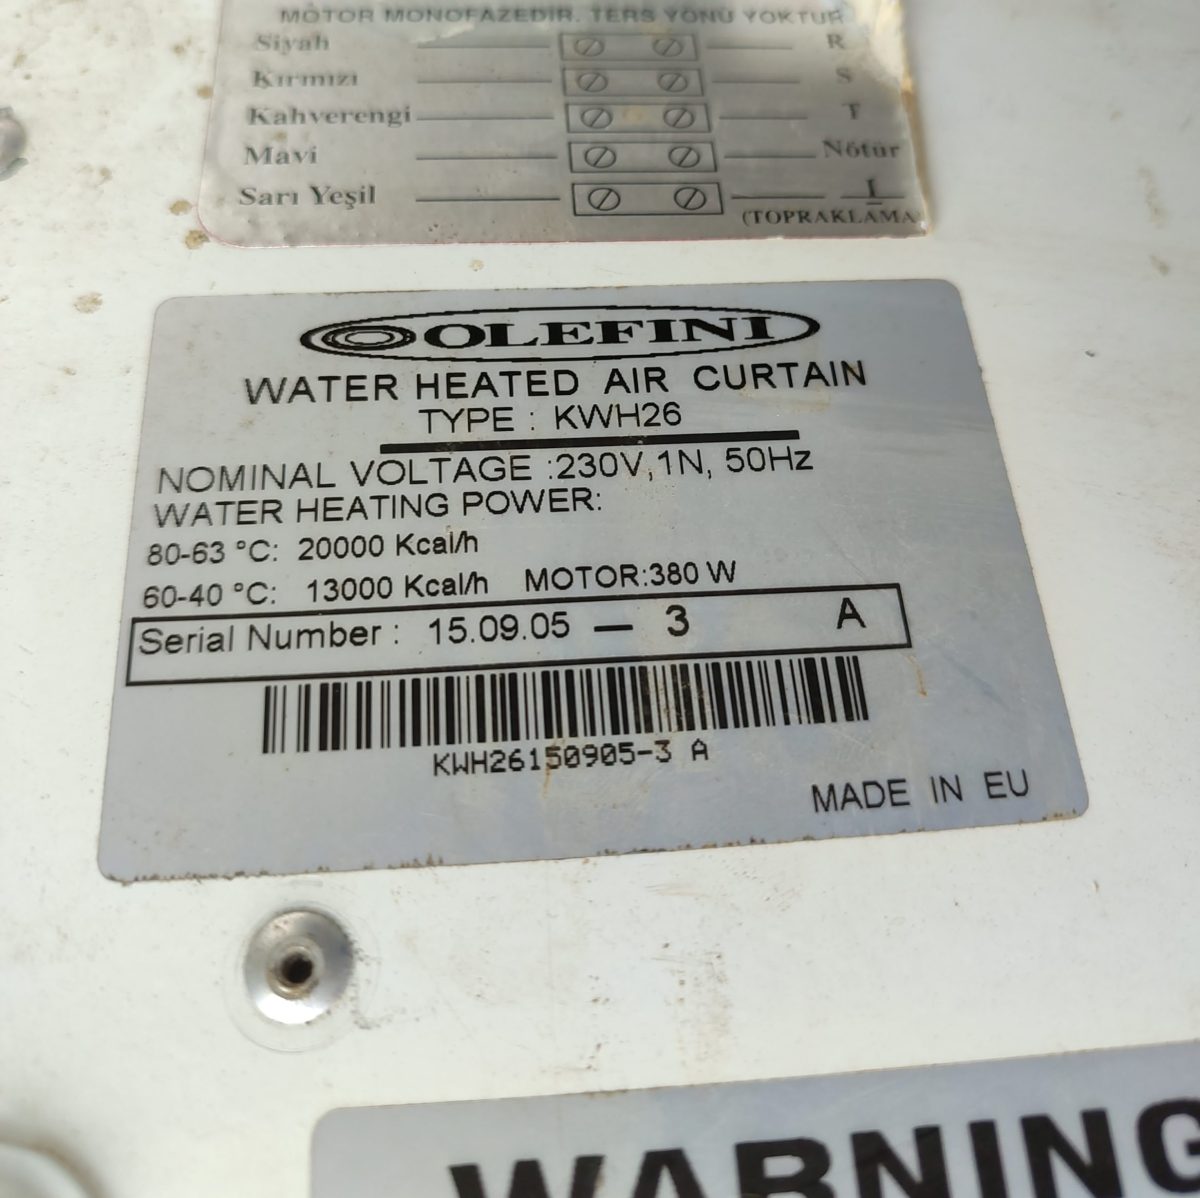 MOTOR MONOFAZEDİR. TERS YÖNÜ YOKTUR
Siyah R
Kırmızı S
Kahverengi T
Mavi Nötür
Sarı Yeşil
(TOPRAKLAMA
OLEFINI
WATER HEATED AIR CURTAIN
TYPE : KWH26
NOMINAL VOLTAGE :230V,1N, 50Hz
WATER HEATING POWER:
80-63 °C: 20000 Kcal/h
60-40 °C: 13000 Kcal/h MOTOR:380 W
Serial Number : 15.09.05 — 3 A
KWH26150905-3 A
MADE IN EU
WARNING